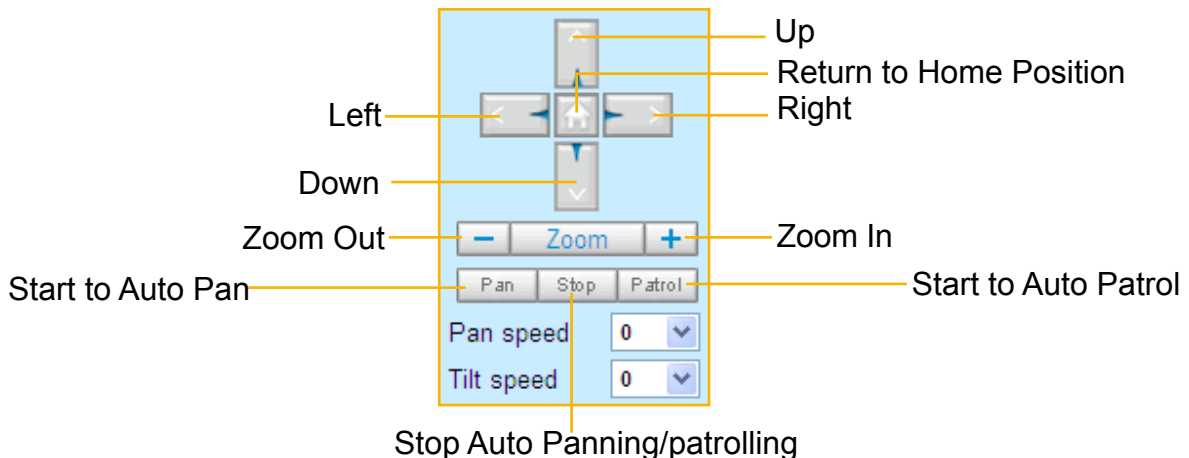 Up
Return to Home Position
Left
Right
Down
Zoom Out
Zoom
Zoom In
Start to Auto Pan
Pan
Stop
Patrol
Start to Auto Patrol
Pan speed 0
Tilt speed 0
Stop Auto Panning/patrolling